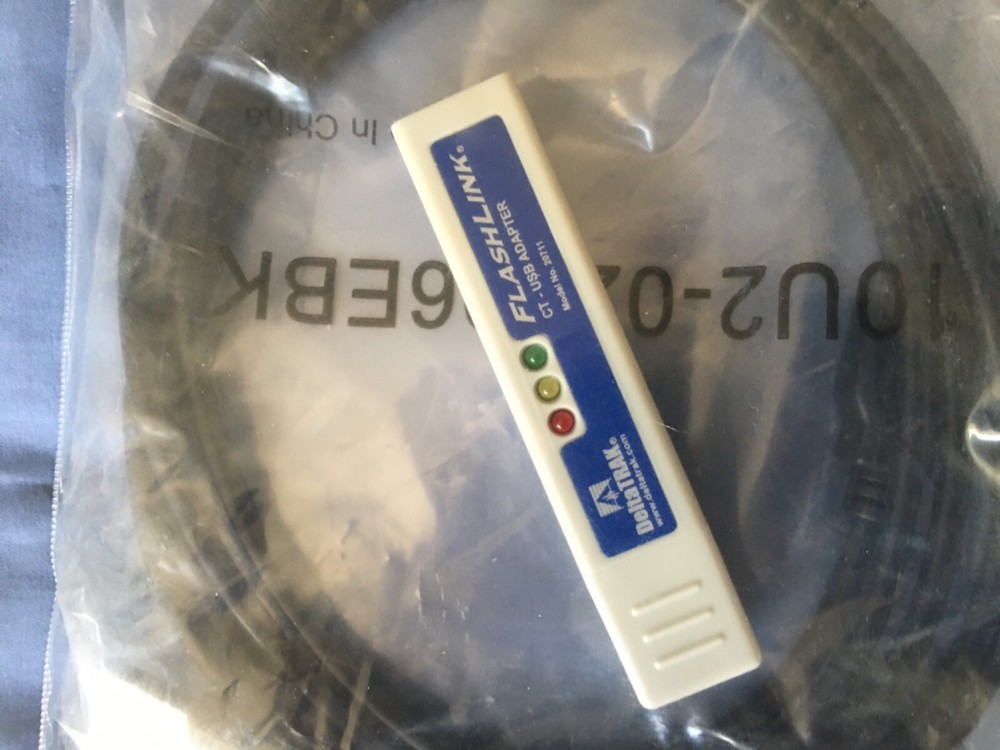 FLASHLINK®
CT - USB ADAPTER
Model No. 20711
DeltaTRAK®
www.deltatrak.com
10U2-02
6EBK
In China